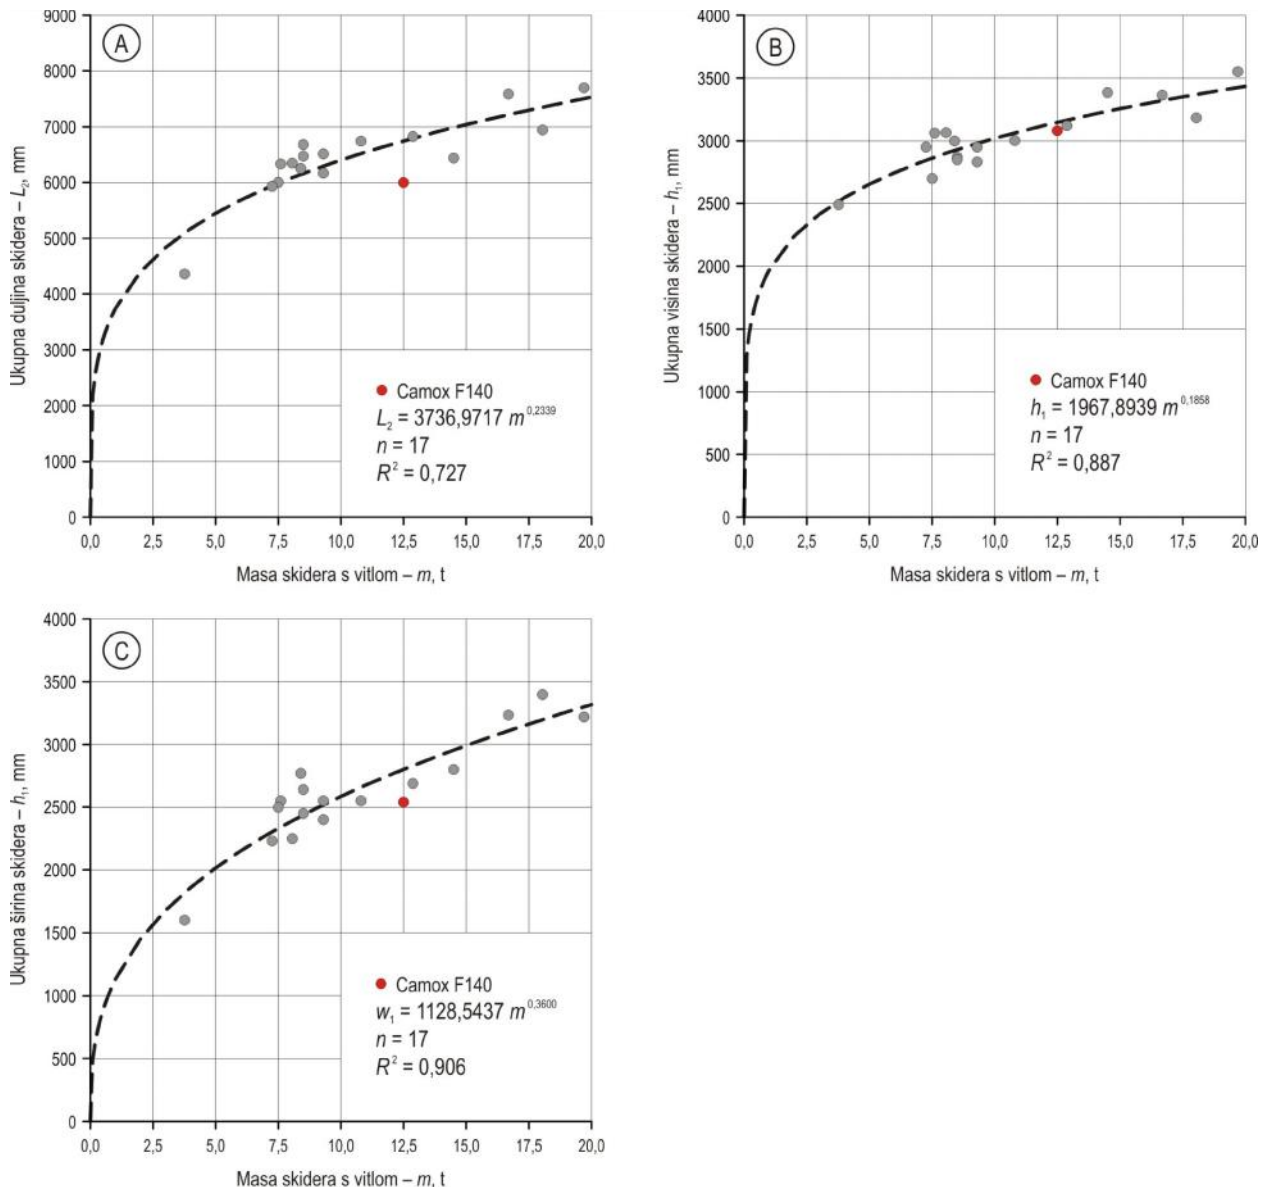 A
9000
8000
7000
6000
5000
4000
3000
2000
1000
0
Ukupna duljina skidera – L₂, mm
Camox F140
L₂ = 3736,9717 m^0,2339
n = 17
R² = 0,727
0,0 2,5 5,0 7,5 10,0 12,5 15,0 17,5 20,0
Masa skidera s vitlom – m, t
B
4000
3500
3000
2500
2000
1500
1000
500
0
Ukupna visina skidera – h₁, mm
Camox F140
h₁ = 1967,8939 m^0,1858
n = 17
R² = 0,887
0,0 2,5 5,0 7,5 10,0 12,5 15,0 17,5 20,0
Masa skidera s vitlom – m, t
C
4000
3500
3000
2500
2000
1500
1000
500
0
Ukupna širina skidera – h₁, mm
Camox F140
w₁ = 1128,5437 m^0,3600
n = 17
R² = 0,906
0,0 2,5 5,0 7,5 10,0 12,5 15,0 17,5 20,0
Masa skidera s vitlom – m, t